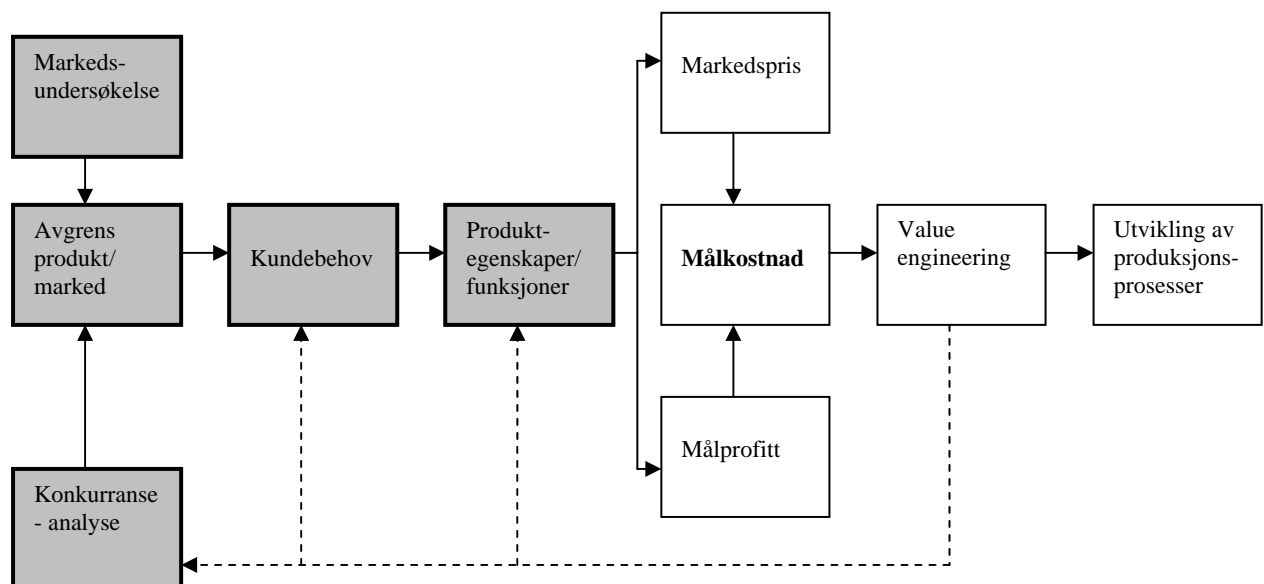 Markeds-
undersøkelse
Markedspris
Avgrens
produkt/
marked
Kundebehov
Produkt-
egenskaper/
funksjoner
Målkostnad
Value
engineering
Utvikling av
produksjons-
prosesser
Målprofitt
Konkurranse
- analyse